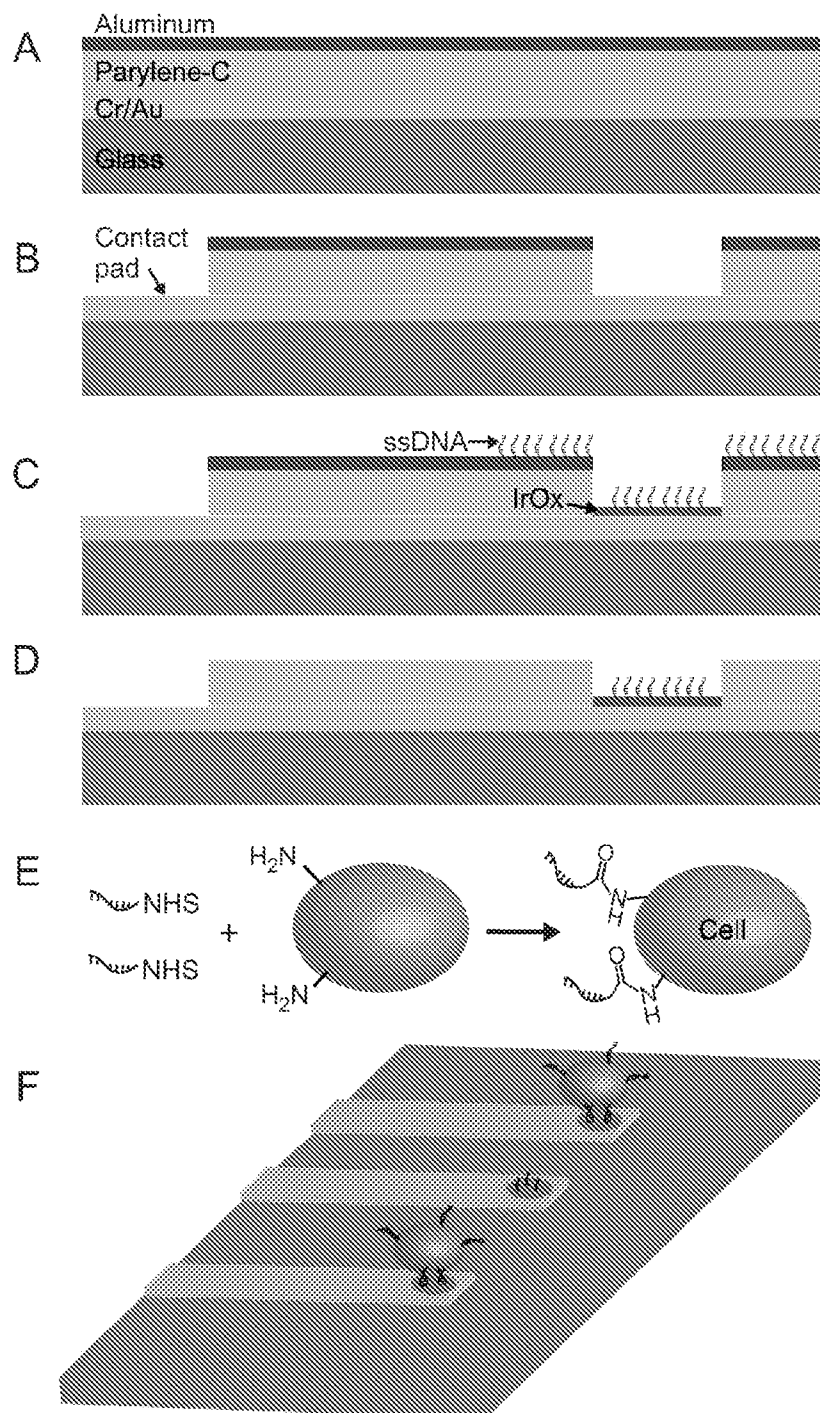 A
Aluminum
Parylene-C
Cr/Au
Glass
B
Contact
pad
C
ssDNA
IrOx
D
E
H₂N
NHS
+
NHS
H₂N
O
N
H
Cell
O
N
H
F